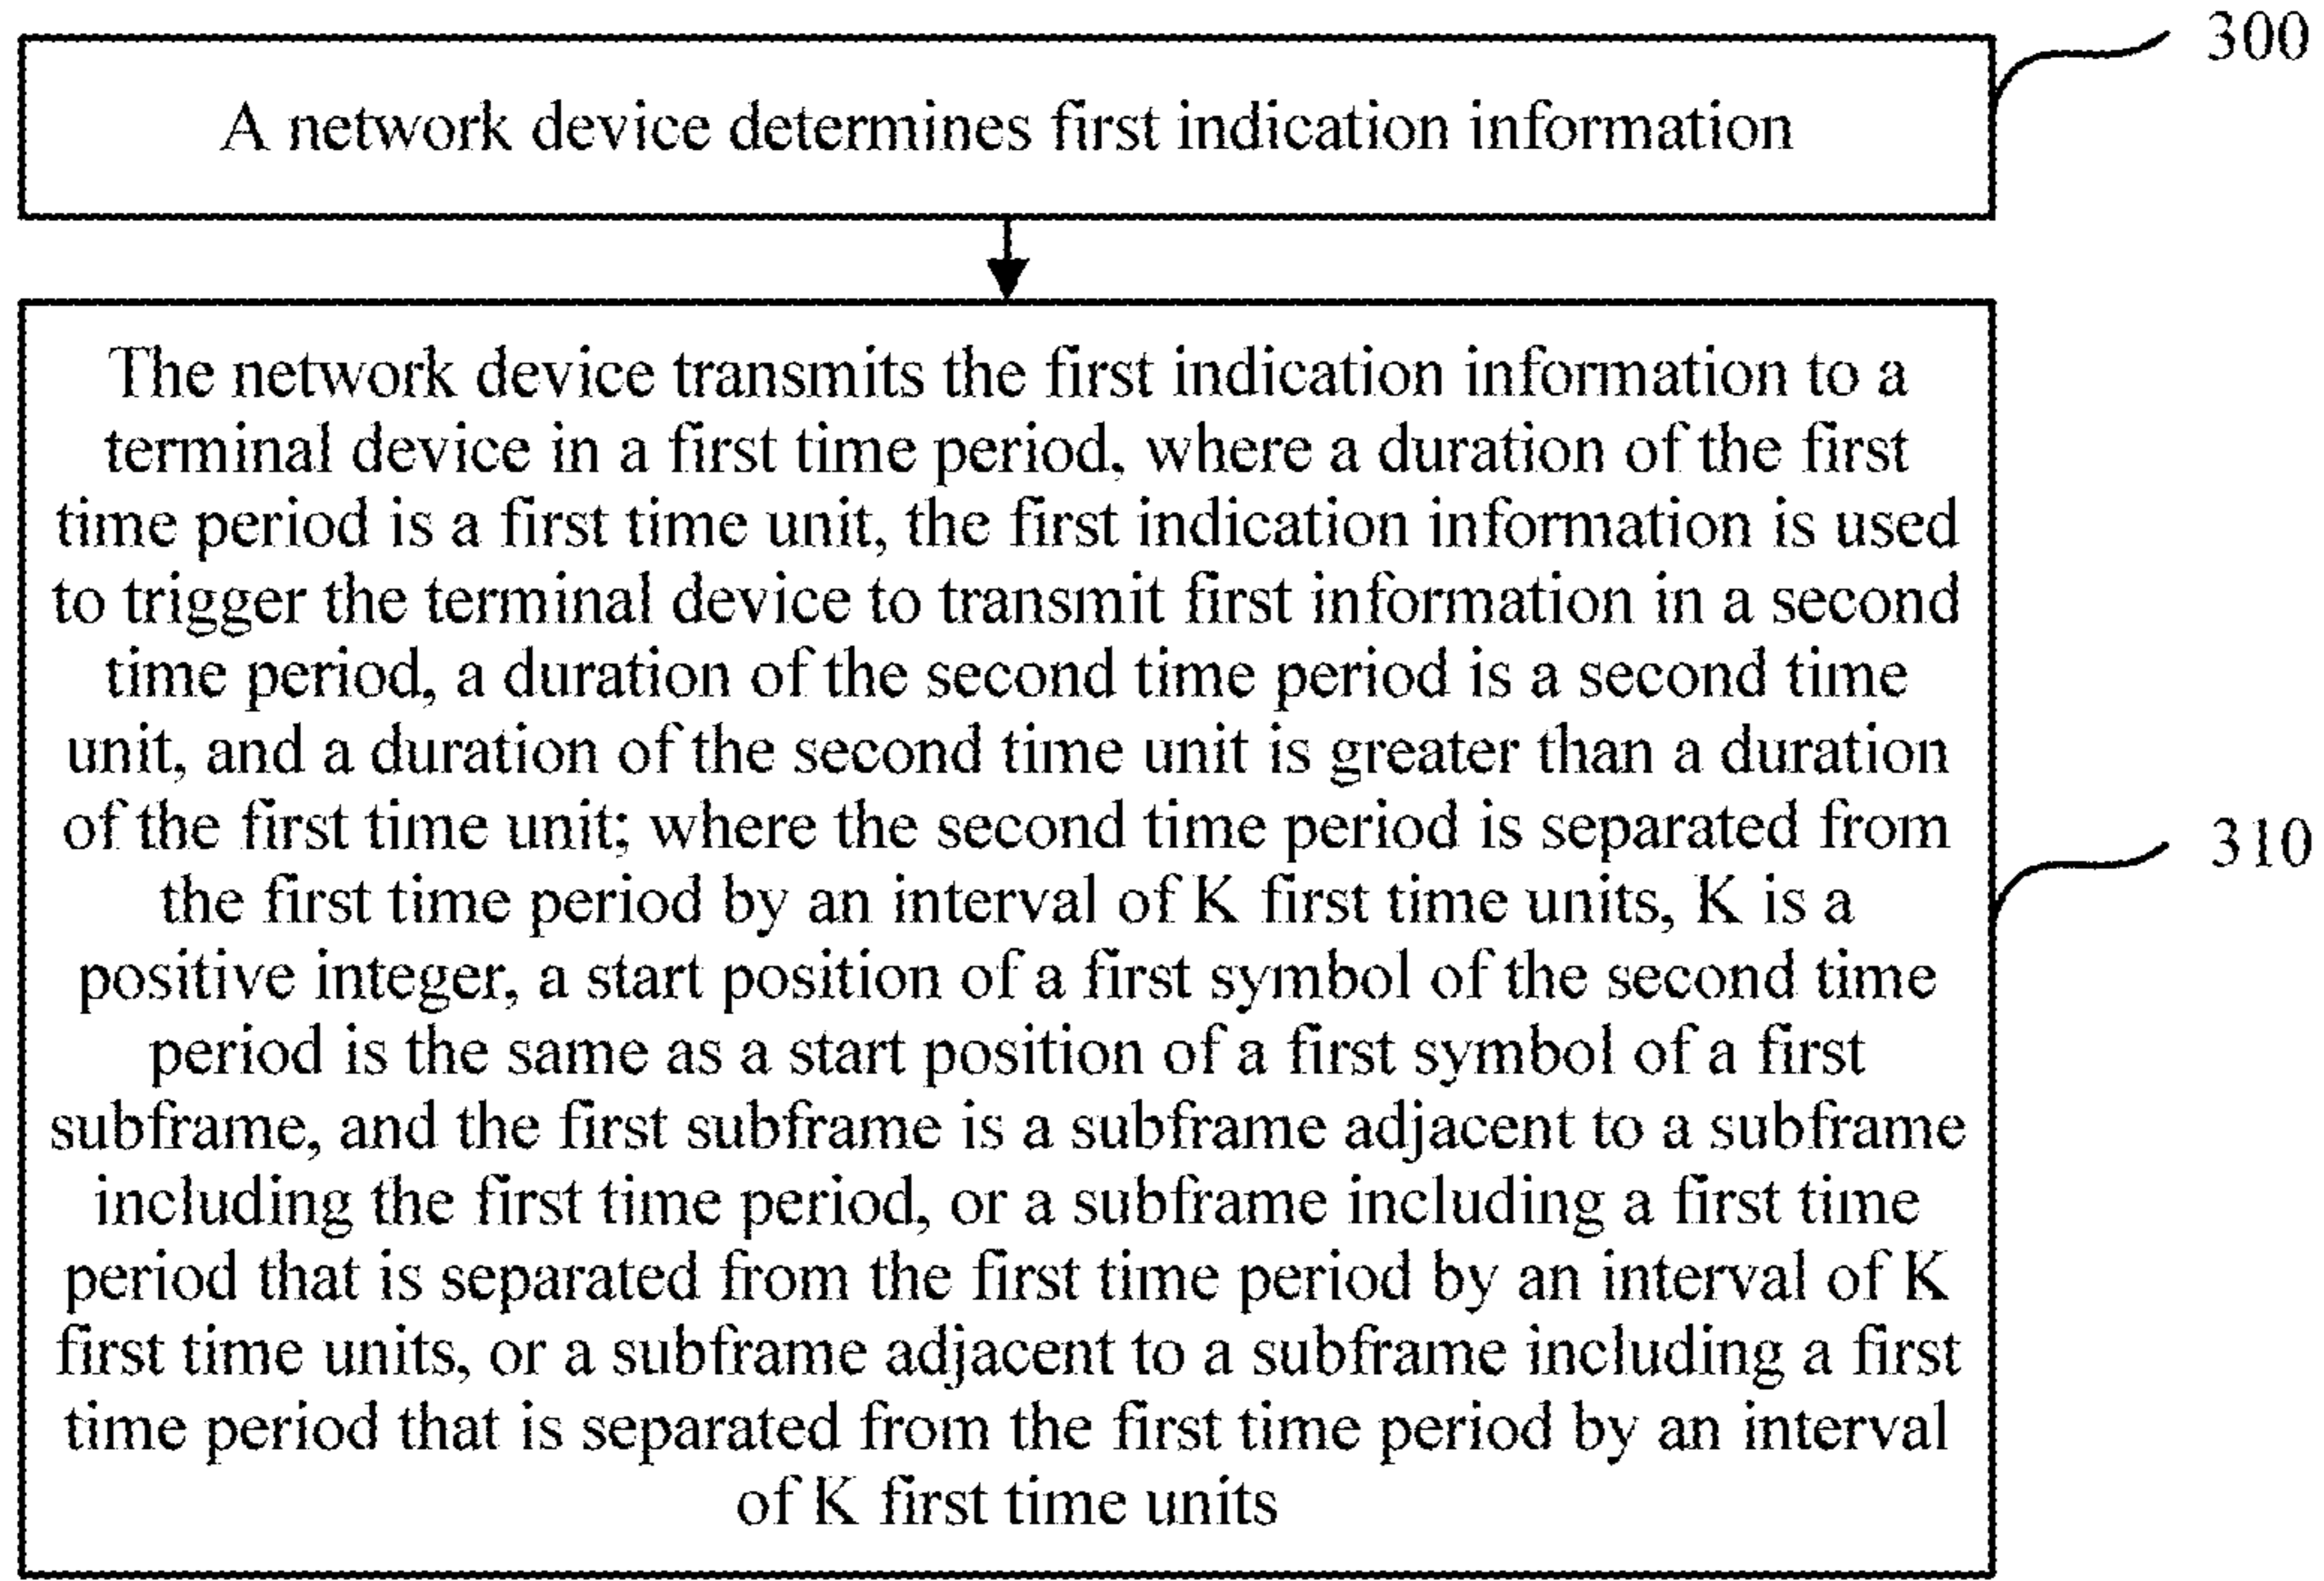 300
A network device determines first indication information
The network device transmits the first indication information to a
terminal device in a first time period, where a duration of the first
time period is a first time unit, the first indication information is used
to trigger the terminal device to transmit first information in a second
time period, a duration of the second time period is a second time
unit, and a duration of the second time unit is greater than a duration
of the first time unit; where the second time period is separated from
the first time period by an interval of K first time units, K is a
positive integer, a start position of a first symbol of the second time
period is the same as a start position of a first symbol of a first
subframe, and the first subframe is a subframe adjacent to a subframe
including the first time period, or a subframe including a first time
period that is separated from the first time period by an interval of K
first time units, or a subframe adjacent to a subframe including a first
time period that is separated from the first time period by an interval
of K first time units
310